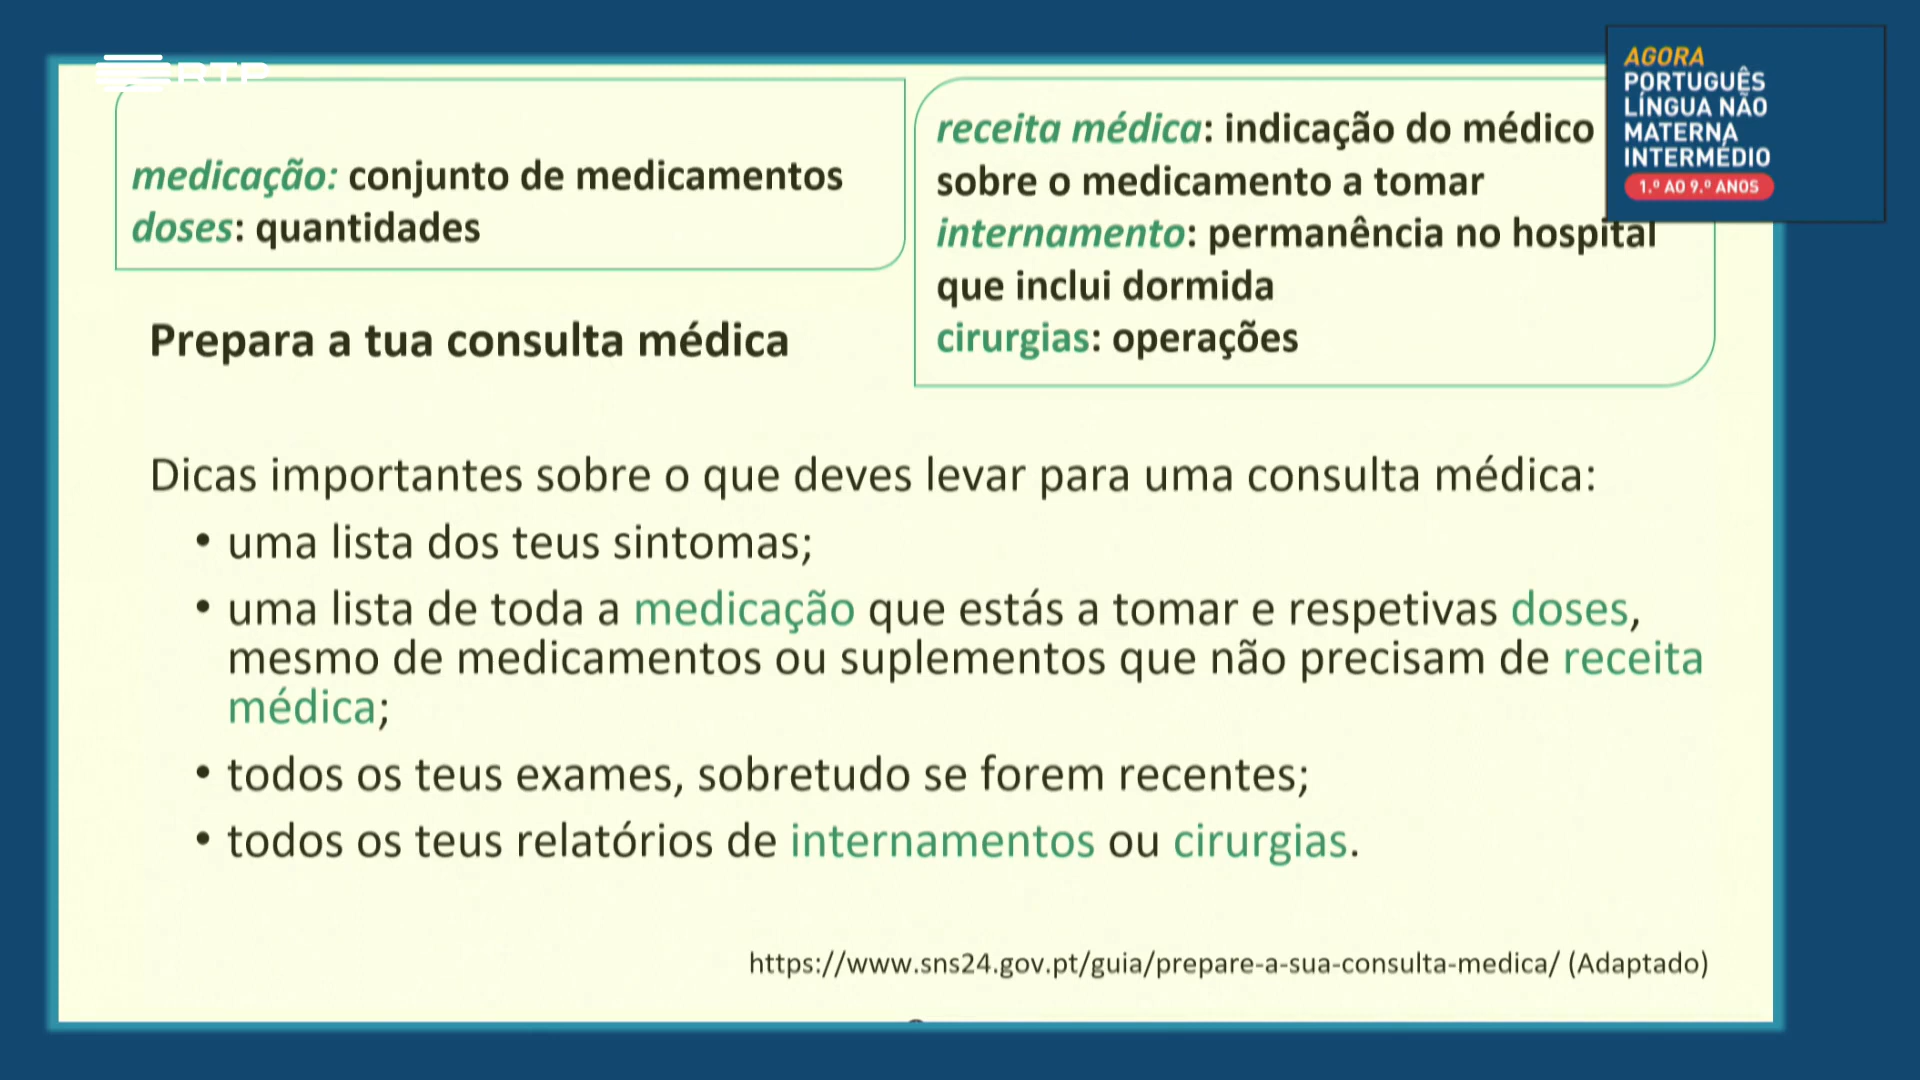 RTP
AGORA
PORTUGUÊS
LÍNGUA NÃO
MATERNA
INTERMÉDIO
1.º AO 9.º ANOS
medicação: conjunto de medicamentos
doses: quantidades
receita médica: indicação do médico
sobre o medicamento a tomar
internamento: permanência no hospital
que inclui dormida
cirurgias: operações
Prepara a tua consulta médica
Dicas importantes sobre o que deves levar para uma consulta médica:
• uma lista dos teus sintomas;
• uma lista de toda a medicação que estás a tomar e respetivas doses,
mesmo de medicamentos ou suplementos que não precisam de receita
médica;
• todos os teus exames, sobretudo se forem recentes;
• todos os teus relatórios de internamentos ou cirurgias.
https://www.sns24.gov.pt/guia/prepare-a-sua-consulta-medica/ (Adaptado)